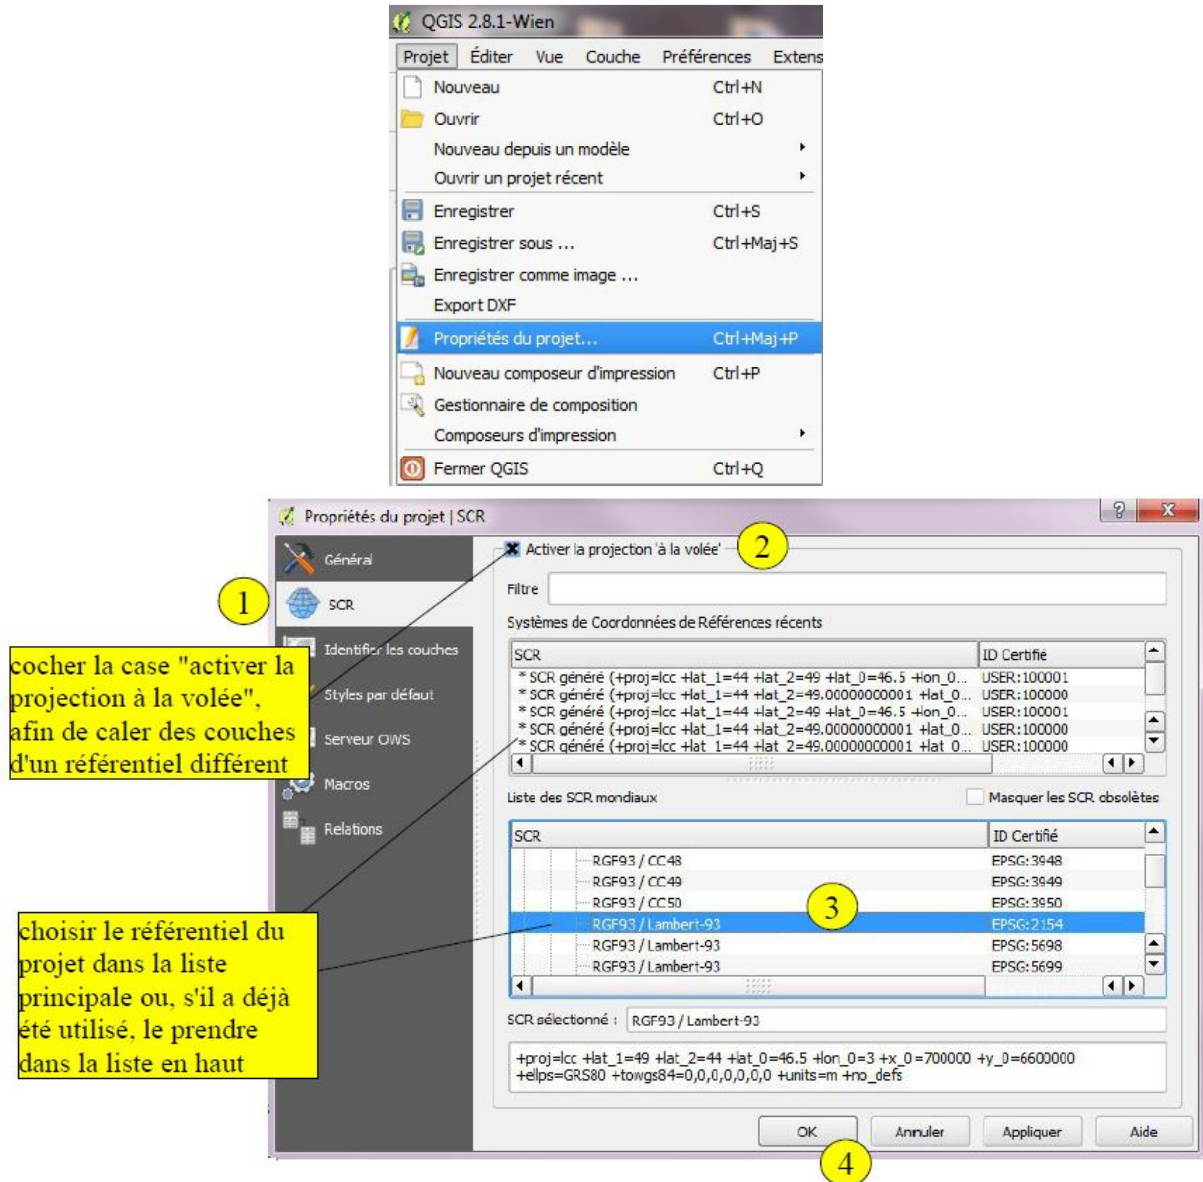 QGIS 2.8.1-Wien
Projet Éditer Vue Couche Préférences Extens
Nouveau Ctrl+N
Ouvrir Ctrl+O
Nouveau depuis un modèle
Ouvrir un projet récent
Enregistrer Ctrl+S
Enregistrer sous ... Ctrl+Maj+S
Enregistrer comme image ...
Export DXF
Propriétés du projet... Ctrl+Maj+P
Nouveau composeur d'impression Ctrl+P
Gestionnaire de composition
Composeurs d'impression
Fermer QGIS Ctrl+Q
Propriétés du projet | SCR
Général
1
SCR
Identifier les couches
Styles par défaut
Serveur OWS
Macros
Relations
cocher la case "activer la
projection à la volée",
afin de caler des couches
d'un référentiel différent
choisir le référentiel du
projet dans la liste
principale ou, s'il a déjà
été utilisé, le prendre
dans la liste en haut
Activer la projection 'à la volée'
2
Filtre
Systèmes de Coordonnées de Références récents
SCR ID Certifié
* SCR généré (+proj=lcc +lat_1=44 +lat_2=49 +lat_0=46.5 +lon_0... USER:100001
* SCR généré (+proj=lcc +lat_1=44 +lat_2=49.00000000001 +lat_0... USER:100000
* SCR généré (+proj=lcc +lat_1=44 +lat_2=49 +lat_0=46.5 +lon_0... USER:100001
* SCR généré (+proj=lcc +lat_1=44 +lat_2=49.00000000001 +lat_0... USER:100000
* SCR généré (+proj=lcc +lat_1=44 +lat_2=49.00000000001 +lat_0... USER:100000
Liste des SCR mondiaux Masquer les SCR obsolètes
SCR ID Certifié
RGF93 / CC48 EPSG:3948
RGF93 / CC49 EPSG:3949
RGF93 / CC50 EPSG:3950
3
RGF93 / Lambert-93 EPSG:2154
RGF93 / Lambert-93 EPSG:5698
RGF93 / Lambert-93 EPSG:5699
SCR sélectionné : RGF93 / Lambert-93
+proj=lcc +lat_1=49 +lat_2=44 +lat_0=46.5 +lon_0=3 +x_0=700000 +y_0=6600000
+ellps=GRS80 +towgs84=0,0,0,0,0,0,0 +units=m +no_defs
OK Annuler Appliquer Aide
4